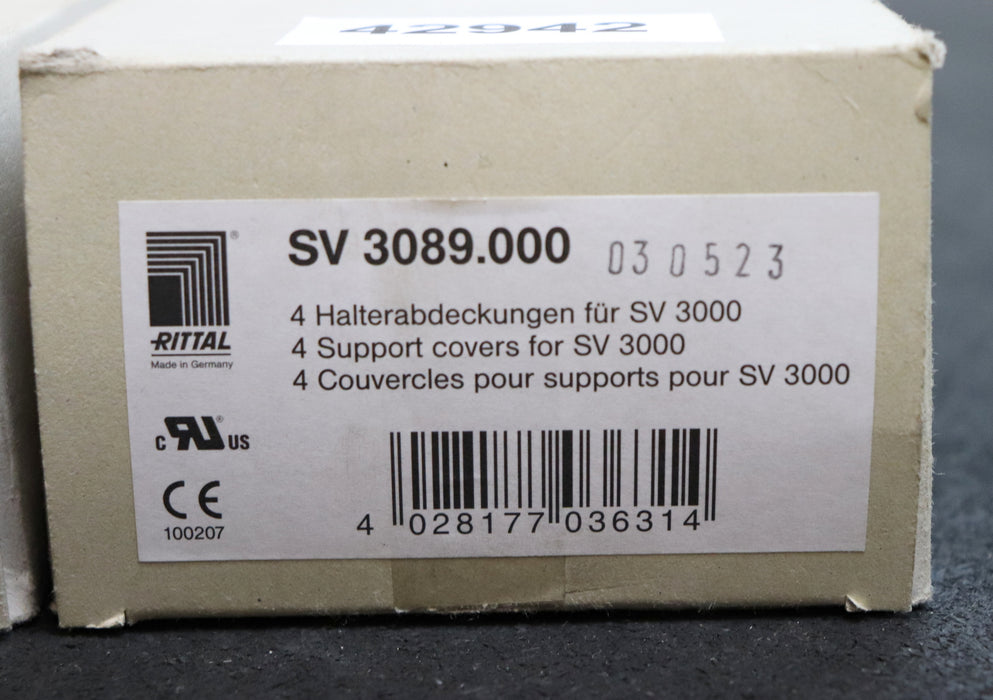 42942
SV 3089.000 030523
4 Halterabdeckungen für SV 3000
4 Support covers for SV 3000
4 Couvercles pour supports pour SV 3000
®
RITTAL
Made in Germany
c RU ® US
CE
100207
4 028177 036314